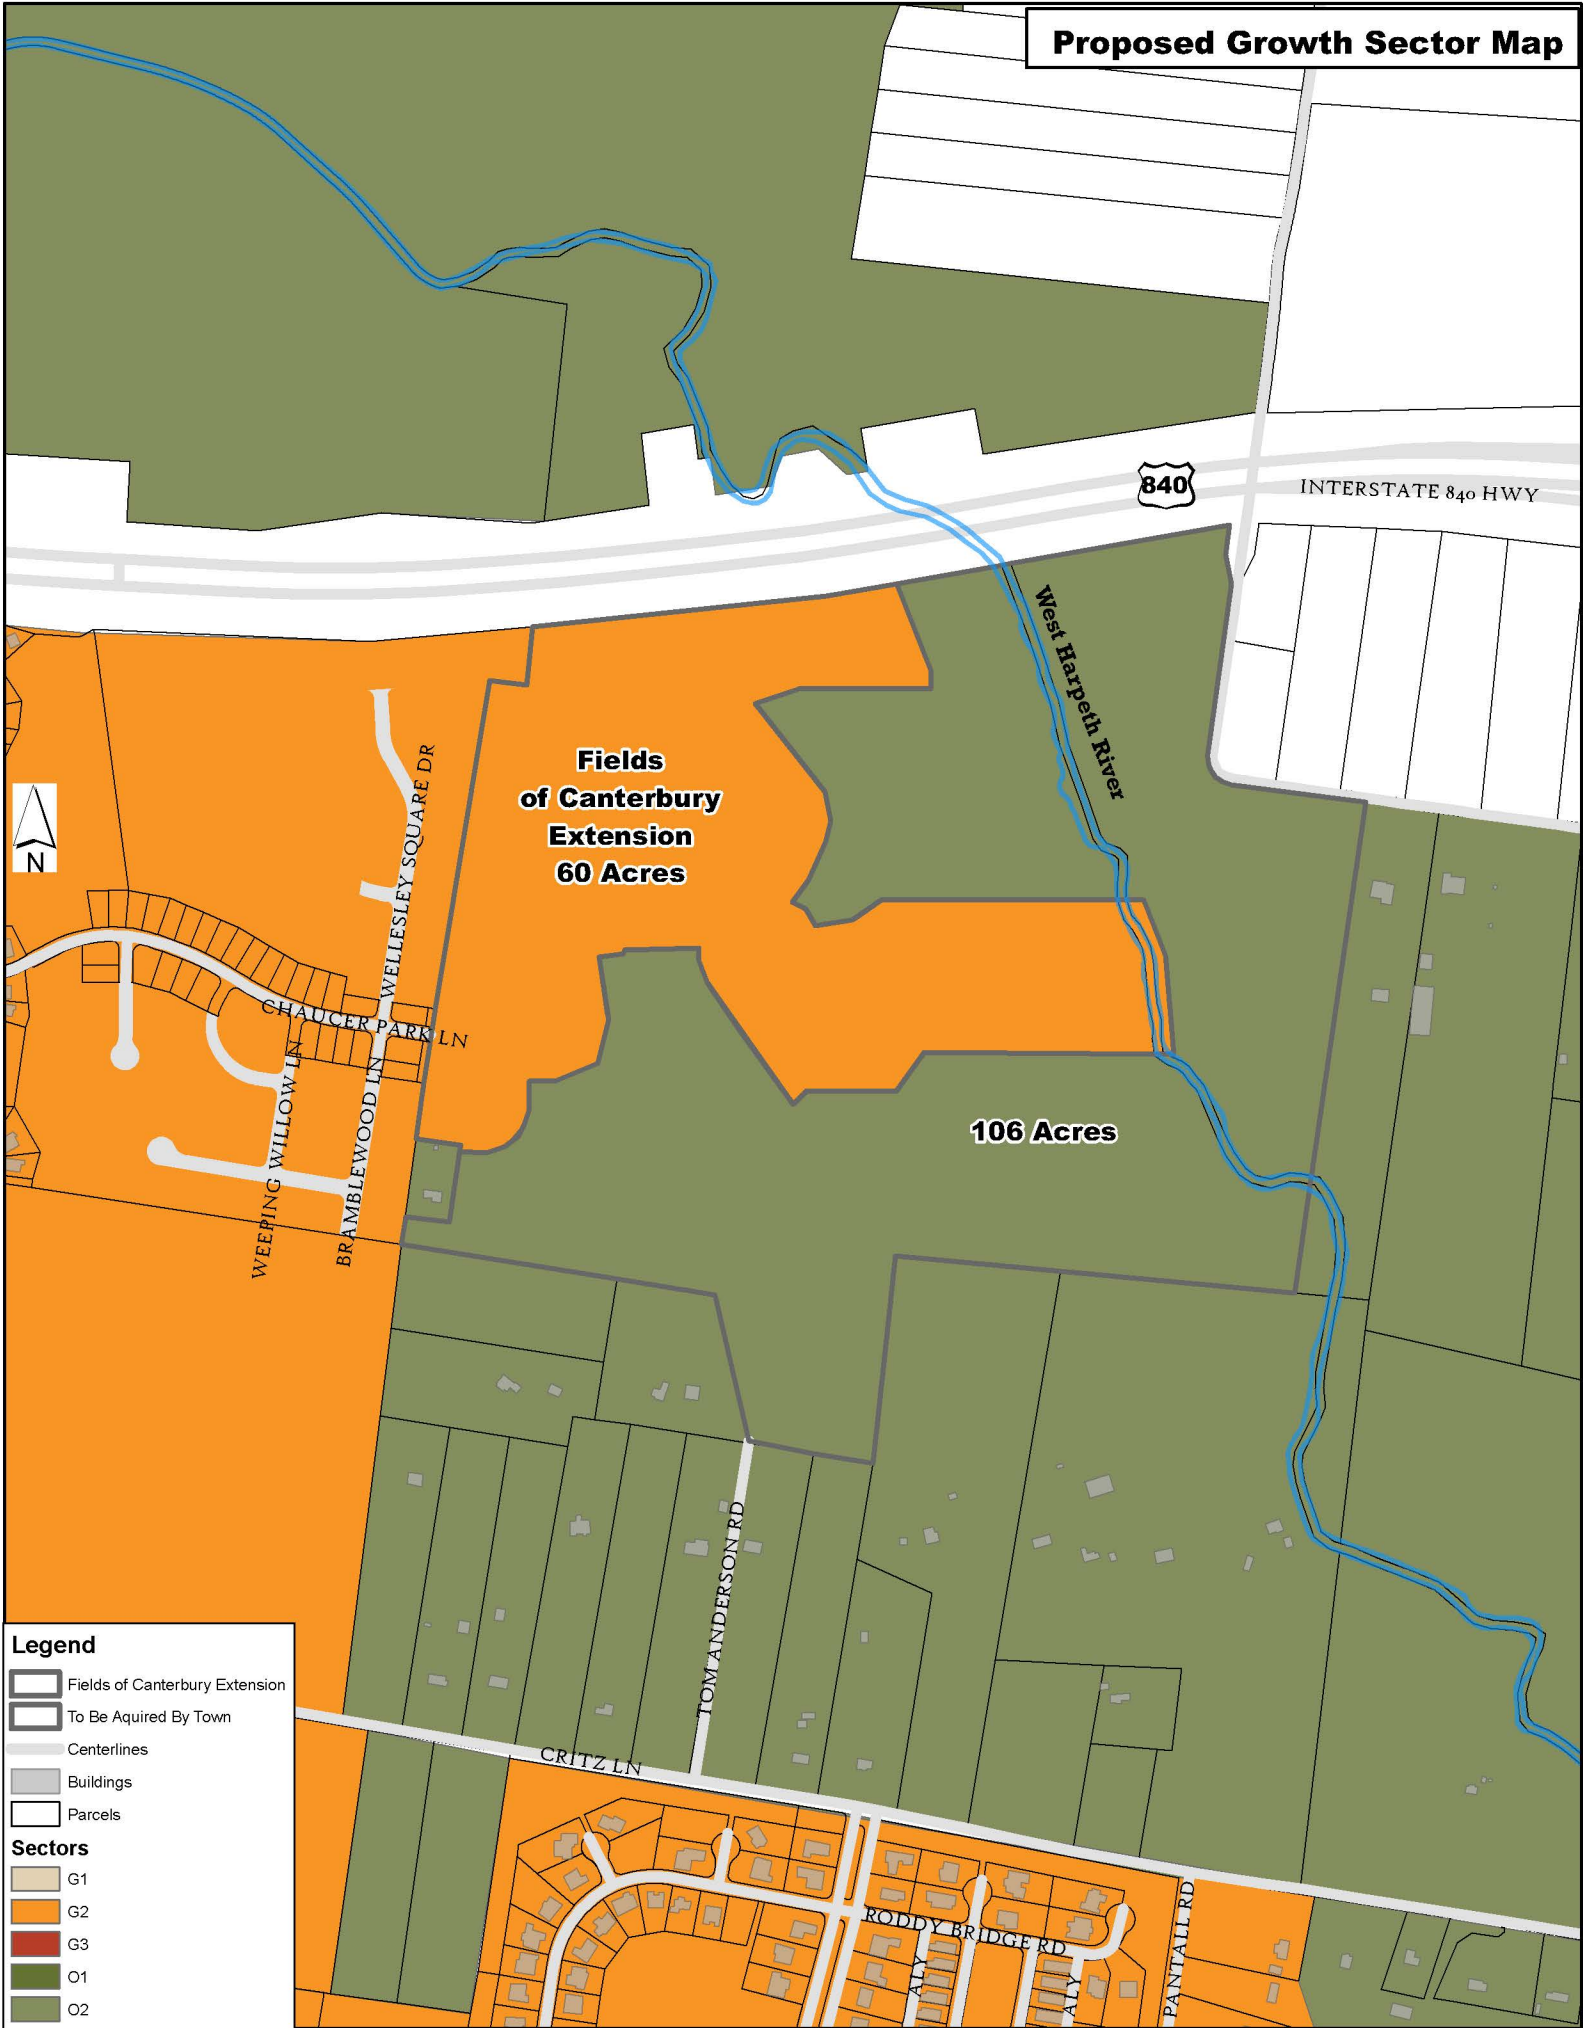 Proposed Growth Sector Map
840
INTERSTATE 840 HWY
West Harpeth River
Fields
of Canterbury
Extension
60 Acres
WELLESLEY SQUARE DR
N
CHAUCER PARK LN
WEEPING WILLOW LN
BRAMBLEWOOD LN
106 Acres
TOM ANDERSON RD
CRITZ LN
RODDY BRIDGE RD
ALY
ALY
PANTALL RD
Legend
Fields of Canterbury Extension
To Be Aquired By Town
Centerlines
Buildings
Parcels
Sectors
G1
G2
G3
O1
O2